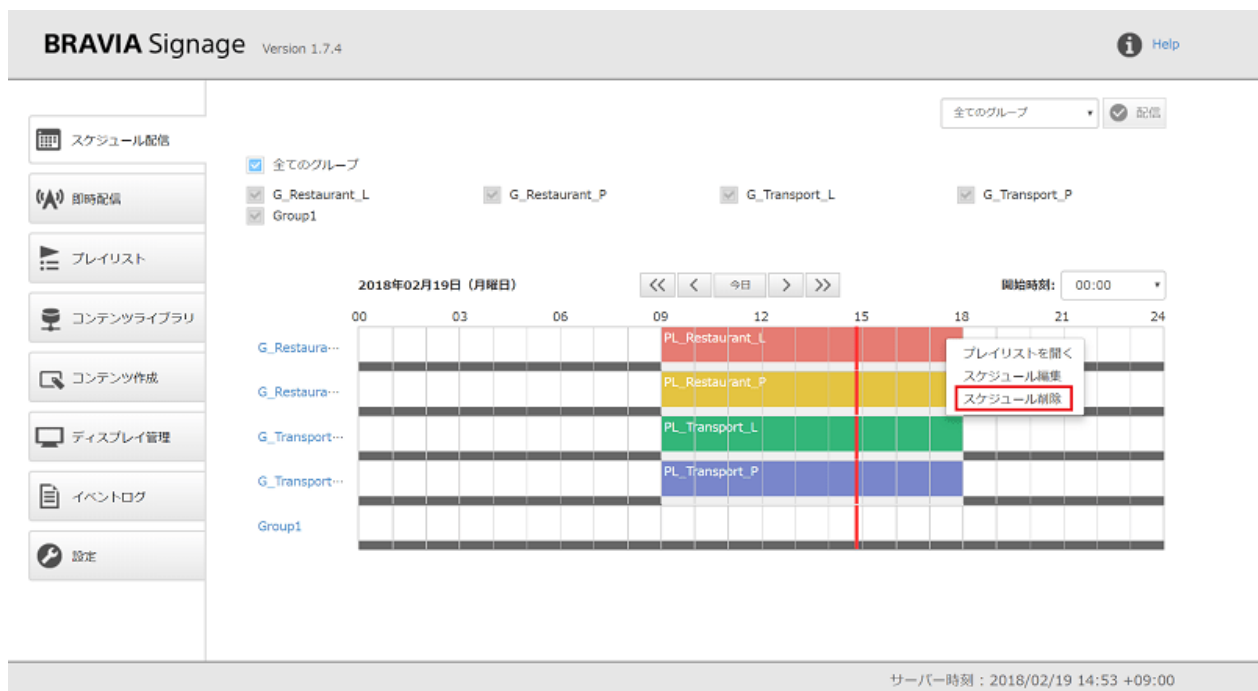 BRAVIA Signage Version 1.7.4
Help
全てのグループ
配信
スケジュール配信
即時配信
プレイリスト
コンテンツライブラリ
コンテンツ作成
ディスプレイ管理
イベントログ
設定
全てのグループ
G_Restaurant_L G_Restaurant_P G_Transport_L G_Transport_P
Group1
2018年02月19日（月曜日） 今日 開始時刻: 00:00
00 03 06 09 12 15 18 21 24
G_Restaura… PL_Restaurant_L
G_Restaura… PL_Restaurant_P
G_Transport… PL_Transport_L
G_Transport… PL_Transport_P
Group1
プレイリストを開く
スケジュール編集
スケジュール削除
サーバー時刻 : 2018/02/19 14:53 +09:00